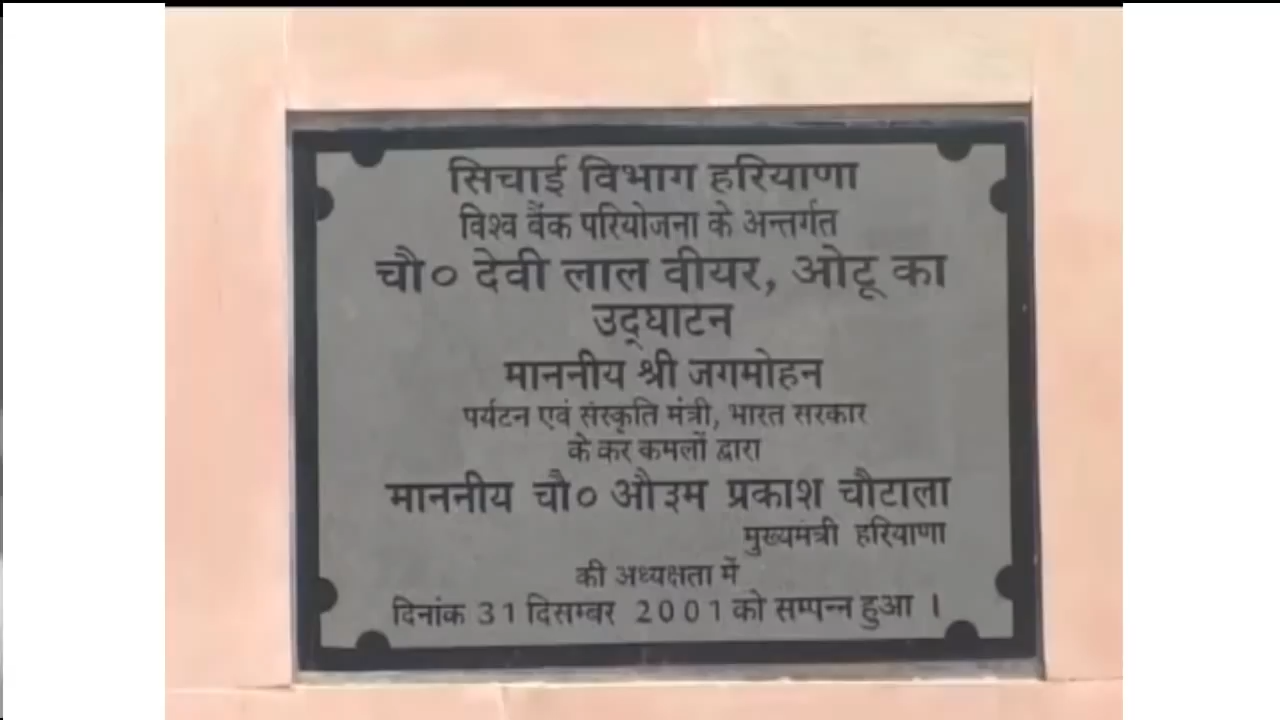 सिचाई विभाग हरियाणा
विश्व बैंक परियोजना के अन्तर्गत
चौ० देवी लाल वीयर, ओटू का
उद्‌घाटन
माननीय श्री जगमोहन
पर्यटन एवं संस्कृति मंत्री, भारत सरकार
के कर कमलों द्वारा
माननीय चौ० औ३म प्रकाश चौटाला
मुख्यमंत्री हरियाणा
की अध्यक्षता में
दिनांक 31 दिसम्बर 2001 को सम्पन्न हुआ ।